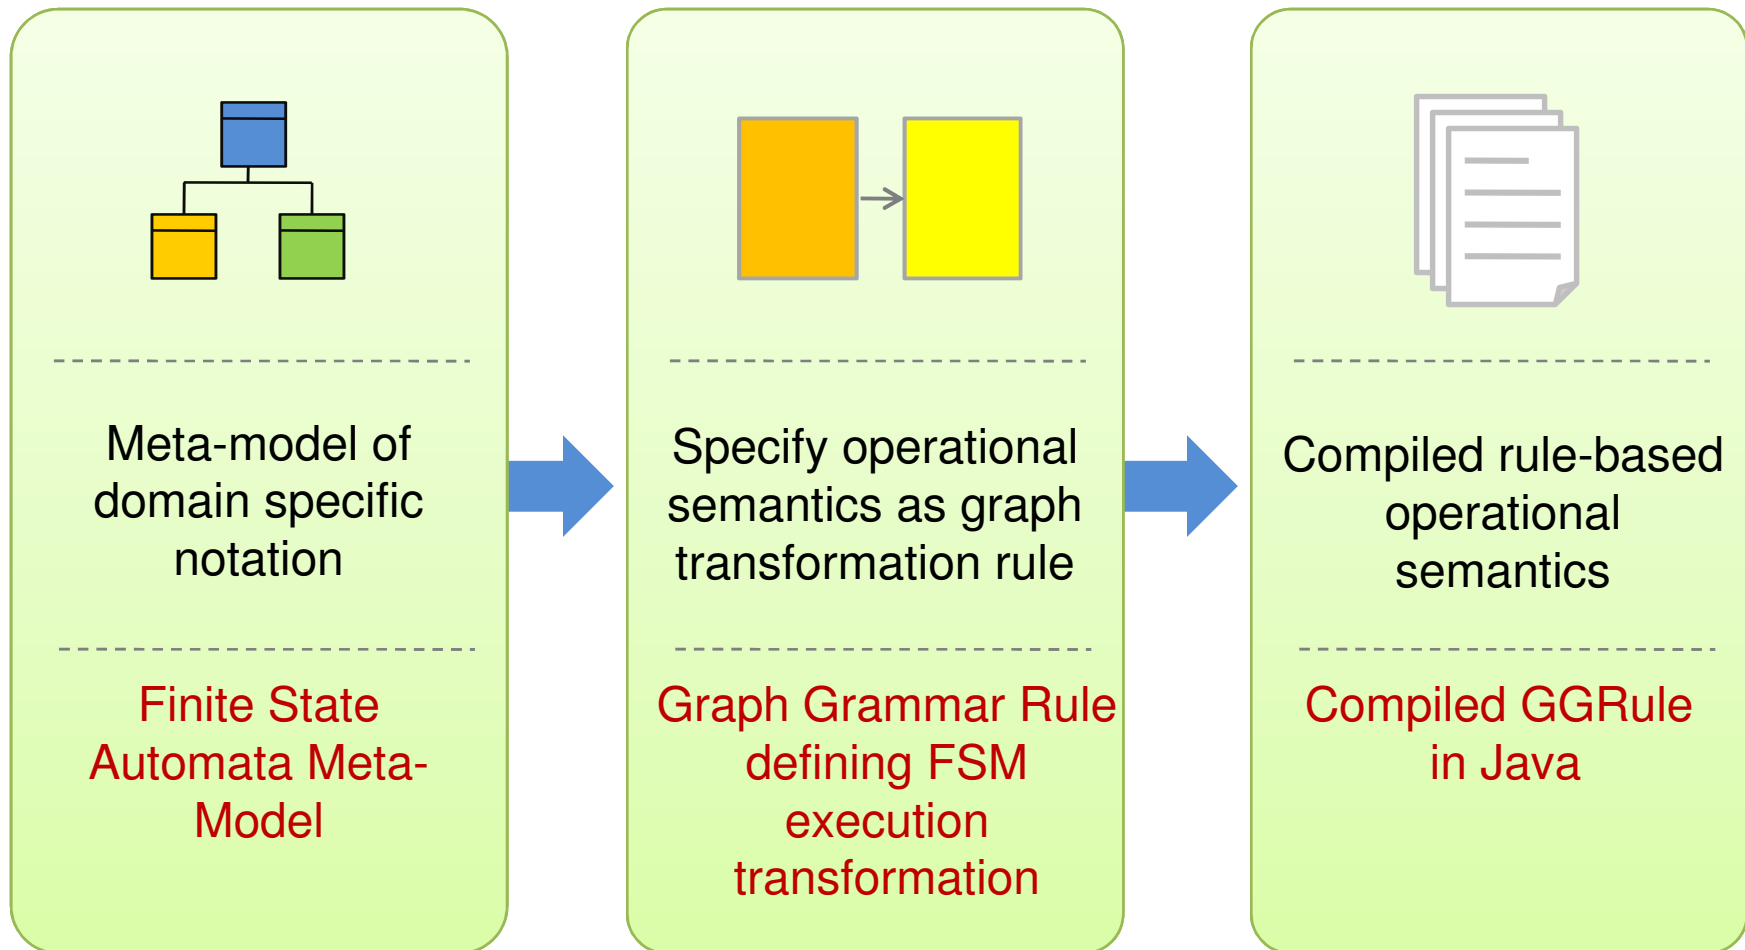 Meta-model of
domain specific
notation
Finite State
Automata Meta-
Model
Specify operational
semantics as graph
transformation rule
Graph Grammar Rule
defining FSM
execution
transformation
Compiled rule-based
operational
semantics
Compiled GGRule
in Java